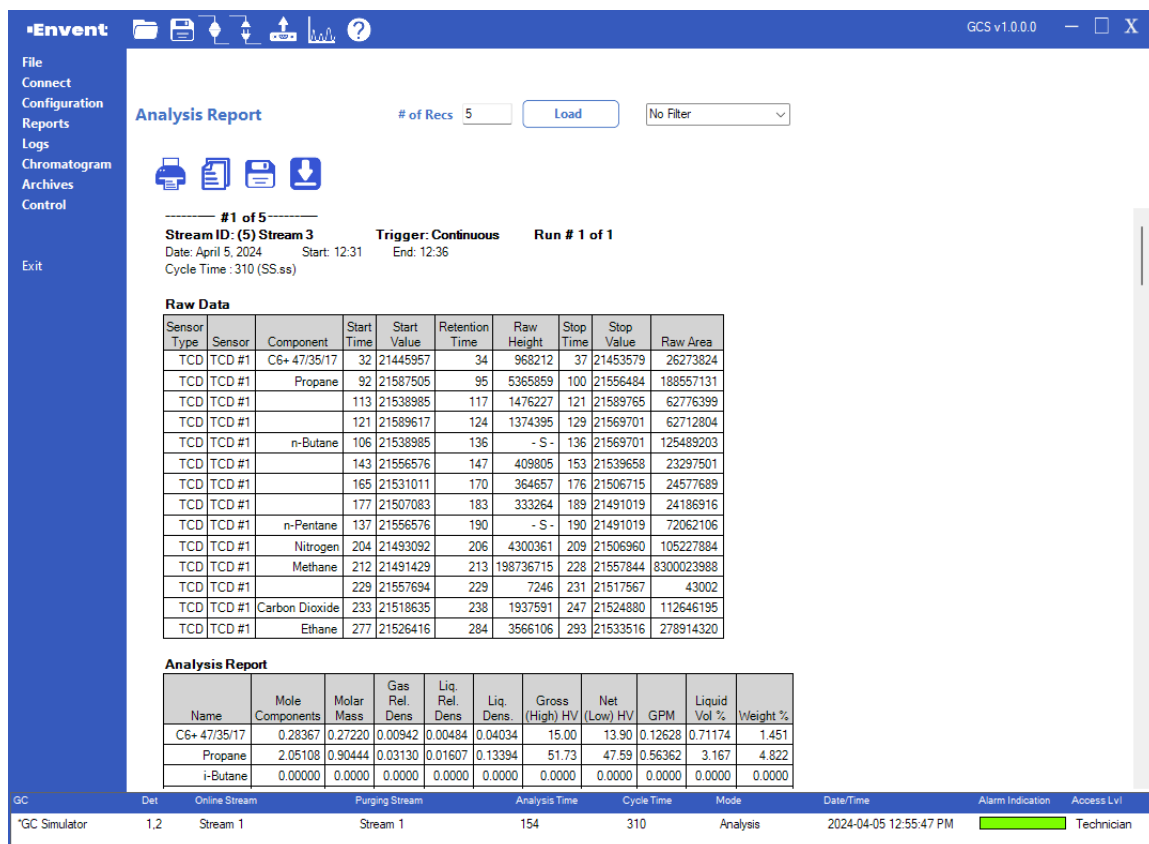 Envent GCS v1.0.0.0 X
File
Connect
Configuration
Reports
Logs
Chromatogram
Archives
Control
Exit
Analysis Report # of Recs 5 Load No Filter
-------- #1 of 5--------
Stream ID: (5) Stream 3 Trigger: Continuous Run # 1 of 1
Date: April 5, 2024 Start: 12:31 End: 12:36
Cycle Time : 310 (SS.ss)
Raw Data
Sensor Type Sensor Component Start Time Start Value Retention Time Raw Height Stop Time Stop Value Raw Area
TCD TCD #1 C6+ 47/35/17 32 21445957 34 968212 37 21453579 26273824
TCD TCD #1 Propane 92 21587505 95 5365859 100 21556484 188557131
TCD TCD #1 113 21538985 117 1476227 121 21589765 62776399
TCD TCD #1 121 21589617 124 1374395 129 21569701 62712804
TCD TCD #1 n-Butane 106 21538985 136 - S - 136 21569701 125489203
TCD TCD #1 143 21556576 147 409805 153 21539658 23297501
TCD TCD #1 165 21531011 170 364657 176 21506715 24577689
TCD TCD #1 177 21507083 183 333264 189 21491019 24186916
TCD TCD #1 n-Pentane 137 21556576 190 - S - 190 21491019 72062106
TCD TCD #1 Nitrogen 204 21493092 206 4300361 209 21506960 105227884
TCD TCD #1 Methane 212 21491429 213 198736715 228 21557844 8300023988
TCD TCD #1 229 21557694 229 7246 231 21517567 43002
TCD TCD #1 Carbon Dioxide 233 21518635 238 1937591 247 21524880 112646195
TCD TCD #1 Ethane 277 21526416 284 3566106 293 21533516 278914320
Analysis Report
Name Mole Components Molar Mass Gas Rel. Dens Liq. Rel. Dens Liq. Dens. Gross (High) HV Net (Low) HV GPM Liquid Vol % Weight %
C6+ 47/35/17 0.28367 0.27220 0.00942 0.00484 0.04034 15.00 13.90 0.12628 0.71174 1.451
Propane 2.05108 0.90444 0.03130 0.01607 0.13394 51.73 47.59 0.56362 3.167 4.822
i-Butane 0.00000 0.0000 0.0000 0.0000 0.0000 0.0000 0.0000 0.0000 0.0000 0.0000
GC Det Online Stream Purging Stream Analysis Time Cycle Time Mode Date/Time Alarm Indication Access Lvl
*GC Simulator 1,2 Stream 1 Stream 1 154 310 Analysis 2024-04-05 12:55:47 PM Technician